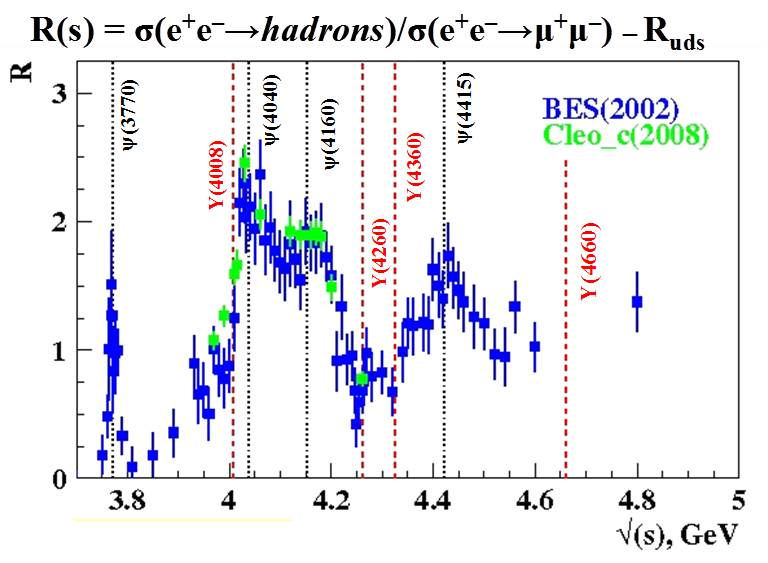 R(s) = σ(e⁺e⁻→hadrons)/σ(e⁺e⁻→μ⁺μ⁻) – Rᵤds
R
3
2
1
0
ψ(3770)
Y(4008)
ψ(4040)
ψ(4160)
Y(4260)
Y(4360)
ψ(4415)
Y(4660)
BES(2002)
Cleo_c(2008)
3.8
4
4.2
4.4
4.6
4.8
5
√(s), GeV